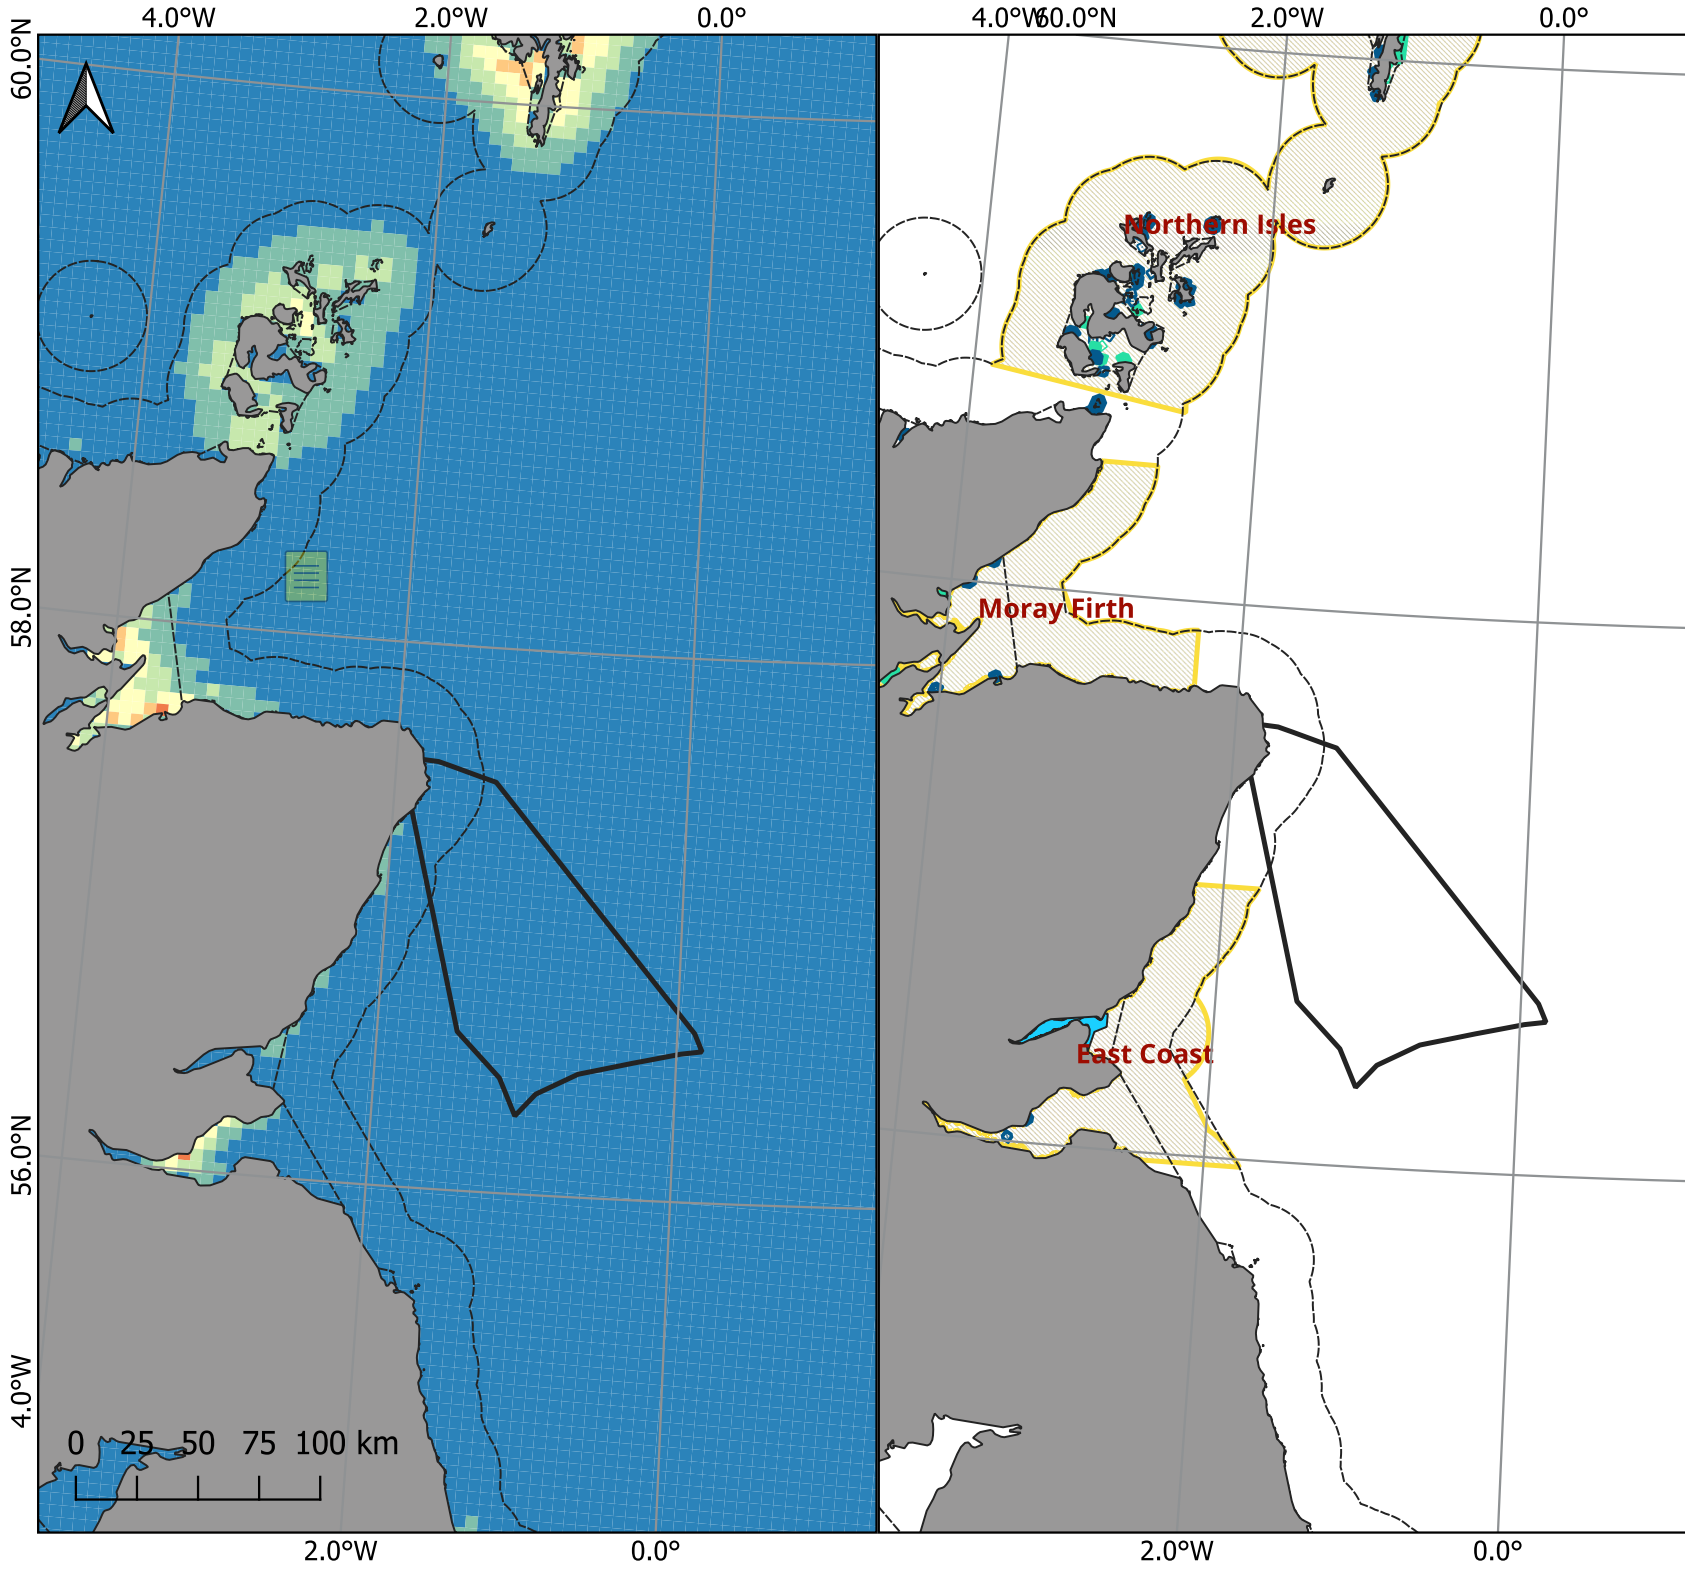 4.0°W 2.0°W 0.0° 4.0°W 60.0°N 2.0°W 0.0°
60.0°N
Northern Isles
58.0°N
Moray Firth
East Coast
56.0°N
4.0°W
0 25 50 75 100 km
2.0°W 0.0° 2.0°W 0.0°